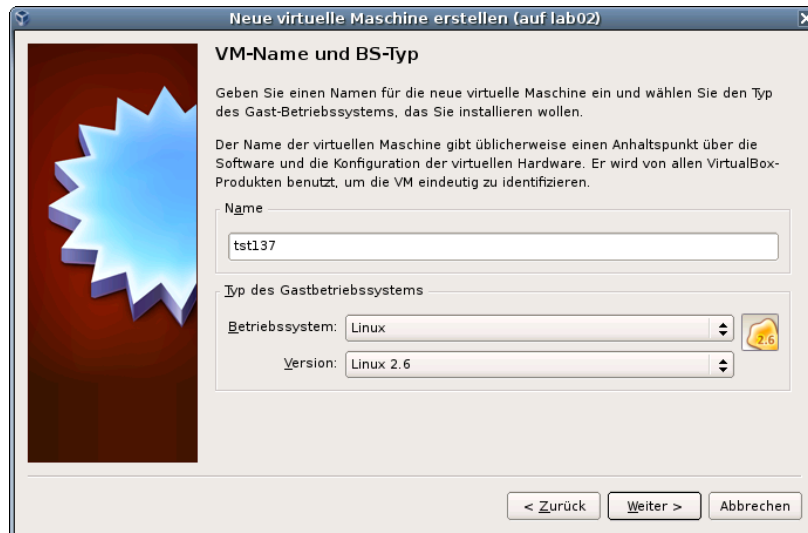 Neue virtuelle Maschine erstellen (auf lab02)
VM-Name und BS-Typ
Geben Sie einen Namen für die neue virtuelle Maschine ein und wählen Sie den Typ
des Gast-Betriebssystems, das Sie installieren wollen.
Der Name der virtuellen Maschine gibt üblicherweise einen Anhaltspunkt über die
Software und die Konfiguration der virtuellen Hardware. Er wird von allen VirtualBox-
Produkten benutzt, um die VM eindeutig zu identifizieren.
Name
tst137
Typ des Gastbetriebssystems
Betriebssystem: Linux
2.6
Version: Linux 2.6
< Zurück Weiter > Abbrechen